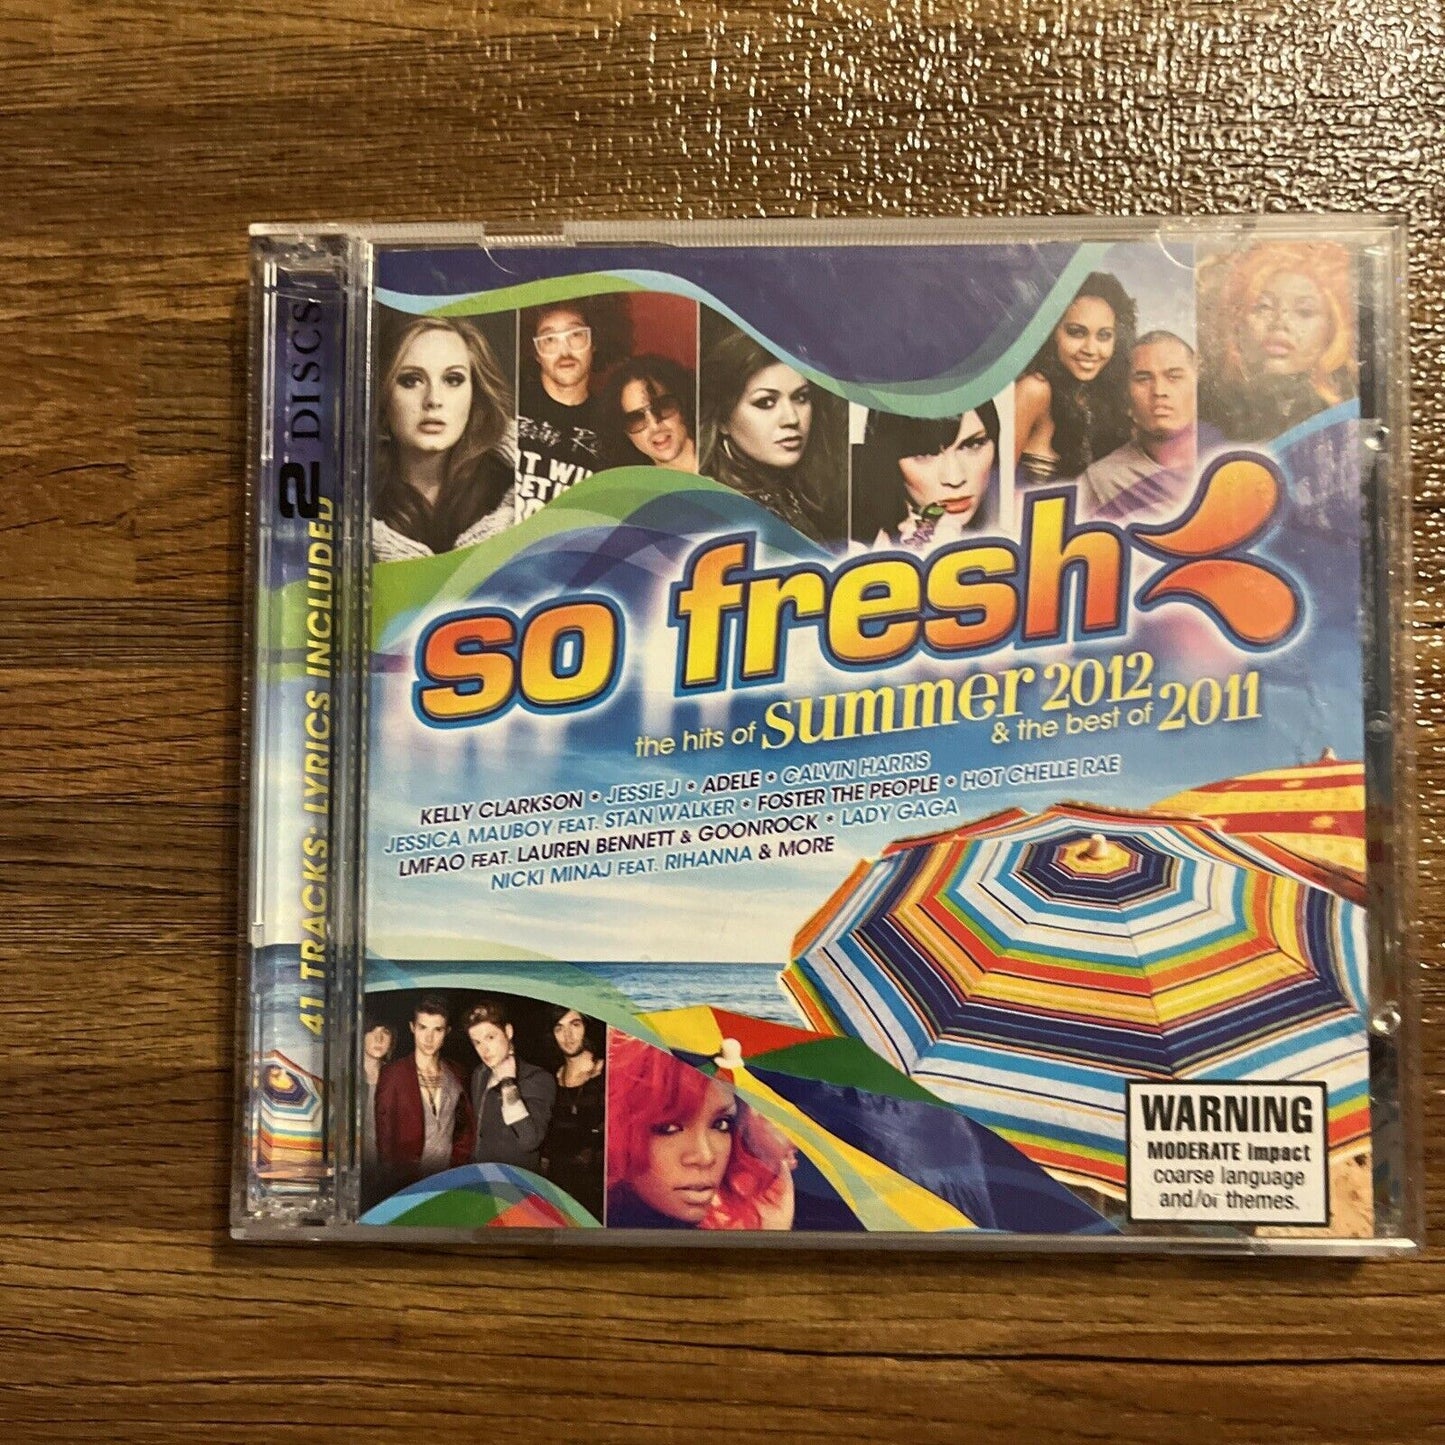 2 DISCS
41 TRACKS LYRICS INCLUDED
so fresh
the hits of Summer 2012
& the best of 2011
KELLY CLARKSON • JESSIE J • ADELE • CALVIN HARRIS
JESSICA MAUBOY FEAT. STAN WALKER • FOSTER THE PEOPLE • HOT CHELLE RAE
LMFAO FEAT. LAUREN BENNETT & GOONROCK • LADY GAGA
NICKI MINAJ FEAT. RIHANNA & MORE
WARNING
MODERATE Impact
coarse language
and/or themes.